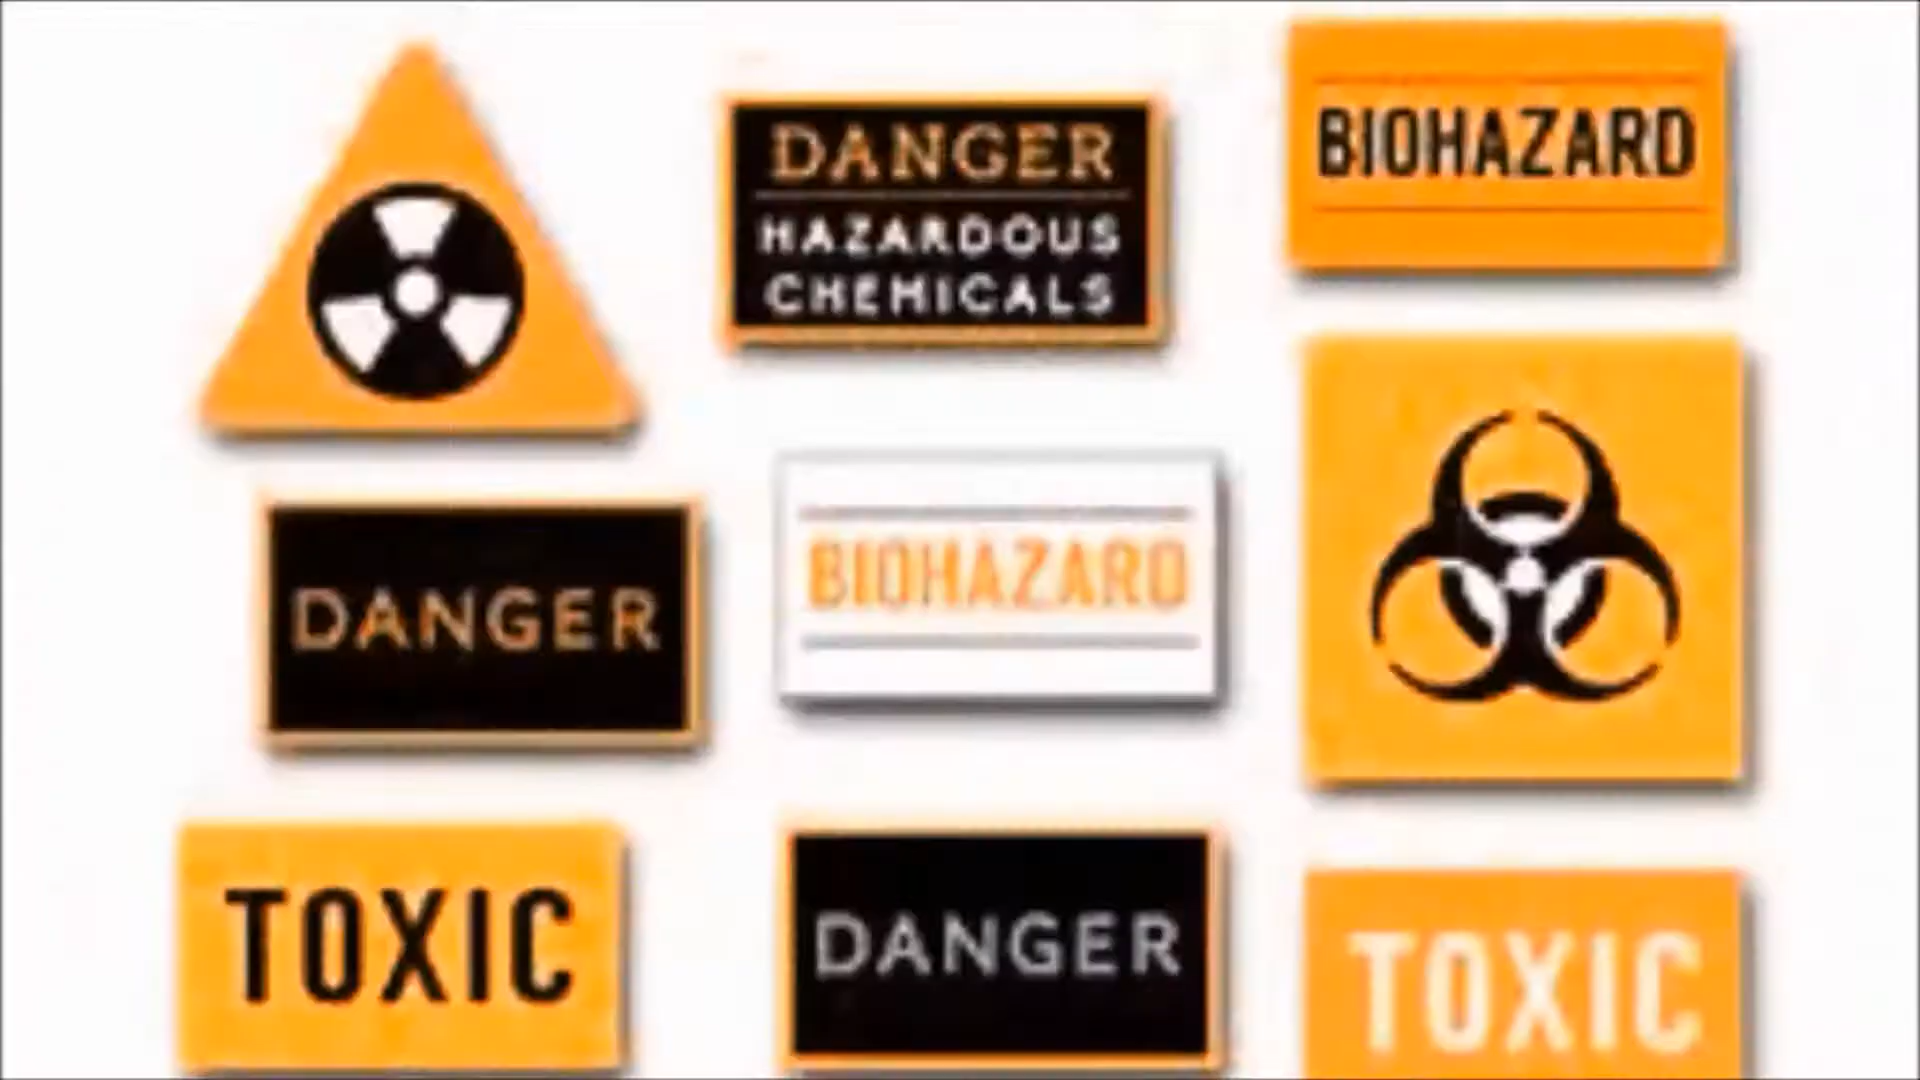 DANGER
HAZARDOUS
CHEMICALS
BIOHAZARD
DANGER
BIOHAZARD
TOXIC
DANGER
TOXIC